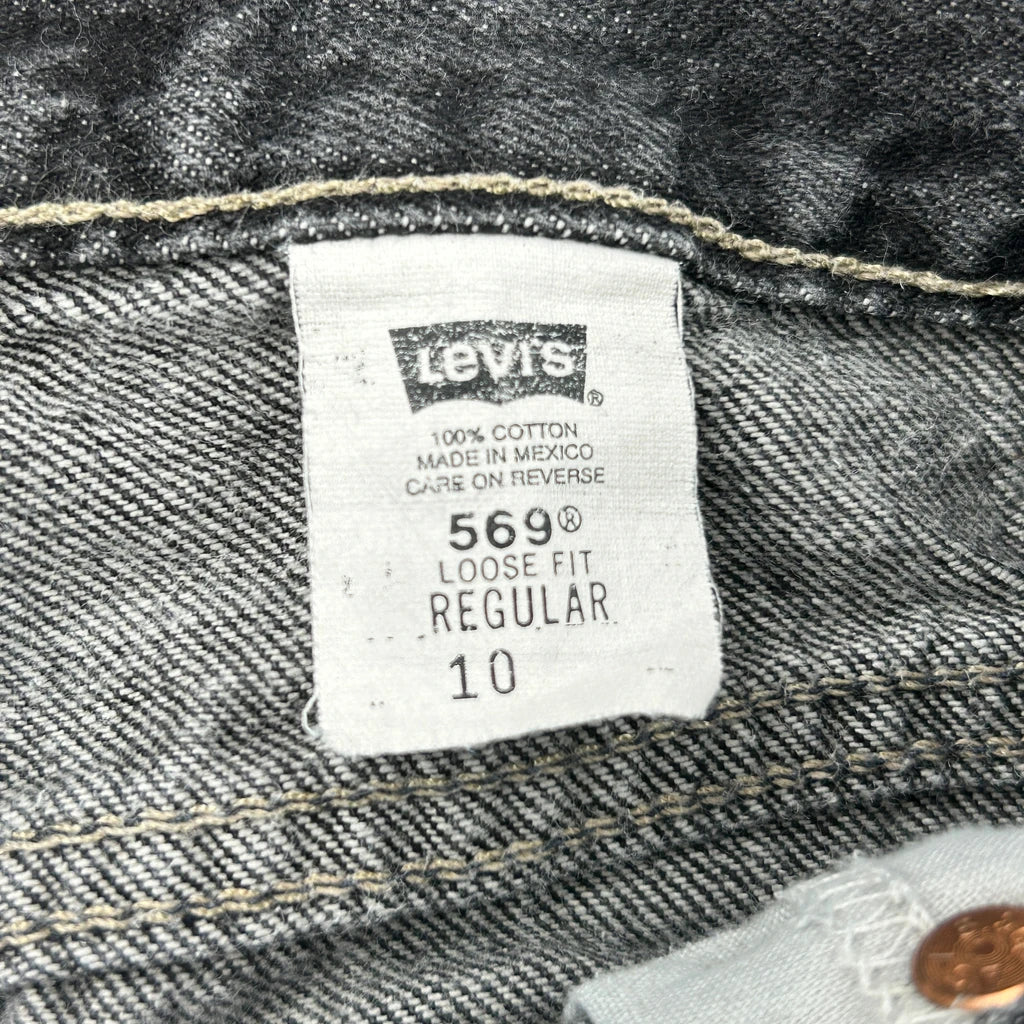 LEVI'S®
100% COTTON
MADE IN MEXICO
CARE ON REVERSE
569®
LOOSE FIT
REGULAR
10